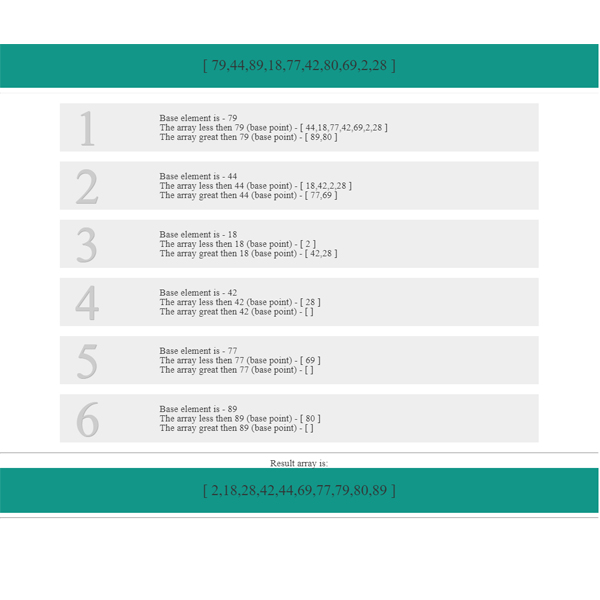 [ 79,44,89,18,77,42,80,69,2,28 ]
1
Base element is - 79
The array less then 79 (base point) - [ 44,18,77,42,69,2,28 ]
The array great then 79 (base point) - [ 89,80 ]
2
Base element is - 44
The array less then 44 (base point) - [ 18,42,2,28 ]
The array great then 44 (base point) - [ 77,69 ]
3
Base element is - 18
The array less then 18 (base point) - [ 2 ]
The array great then 18 (base point) - [ 42,28 ]
4
Base element is - 42
The array less then 42 (base point) - [ 28 ]
The array great then 42 (base point) - [ ]
5
Base element is - 77
The array less then 77 (base point) - [ 69 ]
The array great then 77 (base point) - [ ]
6
Base element is - 89
The array less then 89 (base point) - [ 80 ]
The array great then 89 (base point) - [ ]
Result array is:
[ 2,18,28,42,44,69,77,79,80,89 ]